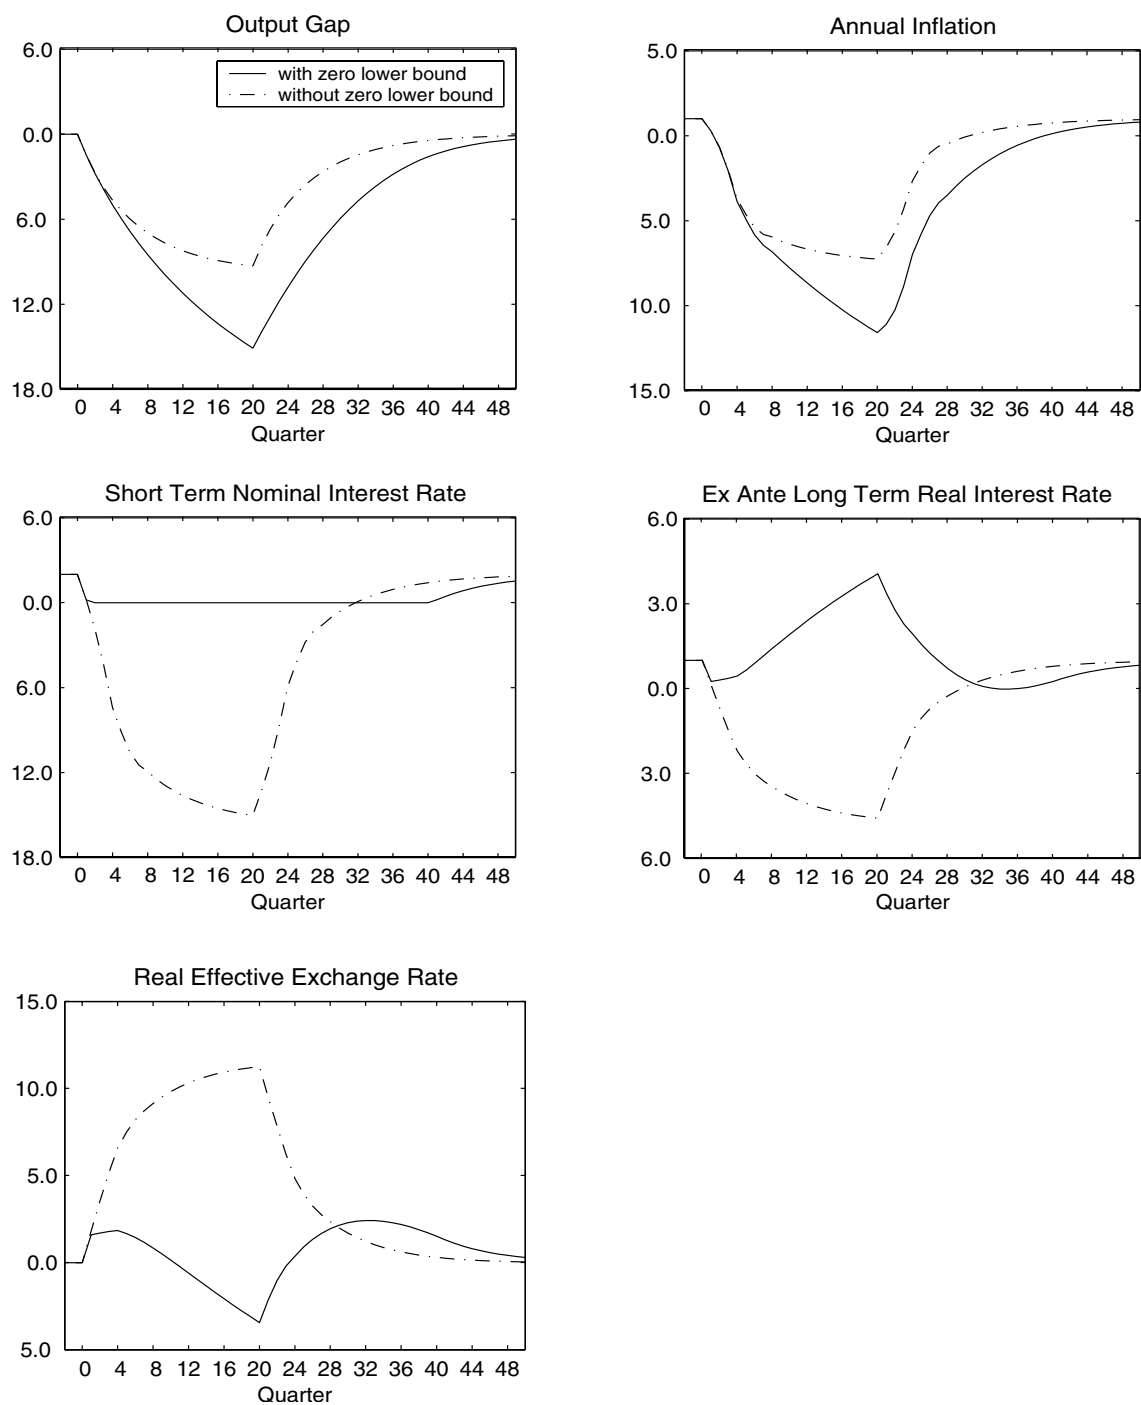 Output Gap
6.0
0.0
6.0
12.0
18.0
with zero lower bound
without zero lower bound
0 4 8 12 16 20 24 28 32 36 40 44 48
Quarter
Annual Inflation
5.0
0.0
5.0
10.0
15.0
0 4 8 12 16 20 24 28 32 36 40 44 48
Quarter
Short Term Nominal Interest Rate
6.0
0.0
6.0
12.0
18.0
0 4 8 12 16 20 24 28 32 36 40 44 48
Quarter
Ex Ante Long Term Real Interest Rate
6.0
3.0
0.0
3.0
6.0
0 4 8 12 16 20 24 28 32 36 40 44 48
Quarter
Real Effective Exchange Rate
15.0
10.0
5.0
0.0
5.0
0 4 8 12 16 20 24 28 32 36 40 44 48
Quarter